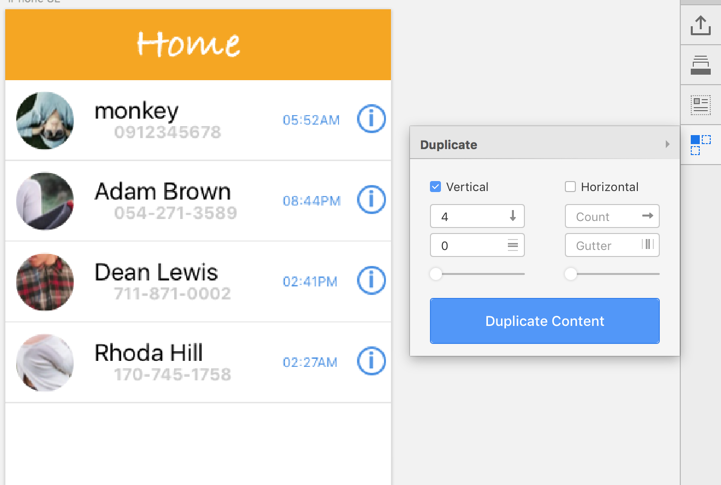 Home
monkey
0912345678
05:52AM
Adam Brown
054-271-3589
08:44PM
Dean Lewis
711-871-0002
02:41PM
Rhoda Hill
170-745-1758
02:27AM
Duplicate
Vertical
Horizontal
4
Count
0
Gutter
Duplicate Content